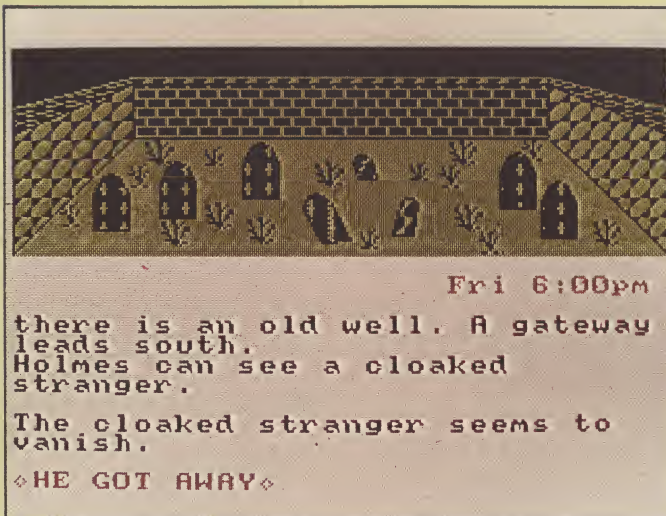 Fri 6:00pm
there is an old well. A gateway
leads south.
Holmes can see a cloaked
stranger.
The cloaked stranger seems to
vanish.
◇HE GOT AWAY◇